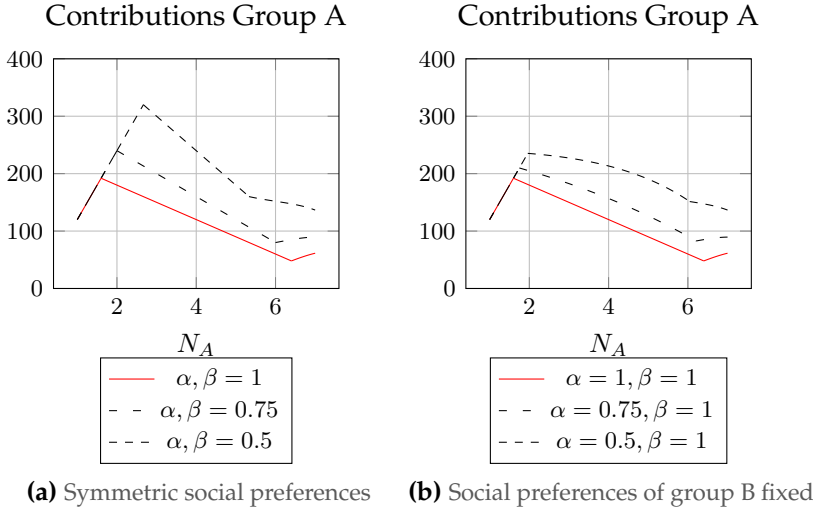 Contributions Group A
400
300
200
100
0
2 4 6
N_A
α, β = 1
α, β = 0.75
α, β = 0.5
(a) Symmetric social preferences
Contributions Group A
400
300
200
100
0
2 4 6
N_A
α = 1, β = 1
α = 0.75, β = 1
α = 0.5, β = 1
(b) Social preferences of group B fixed